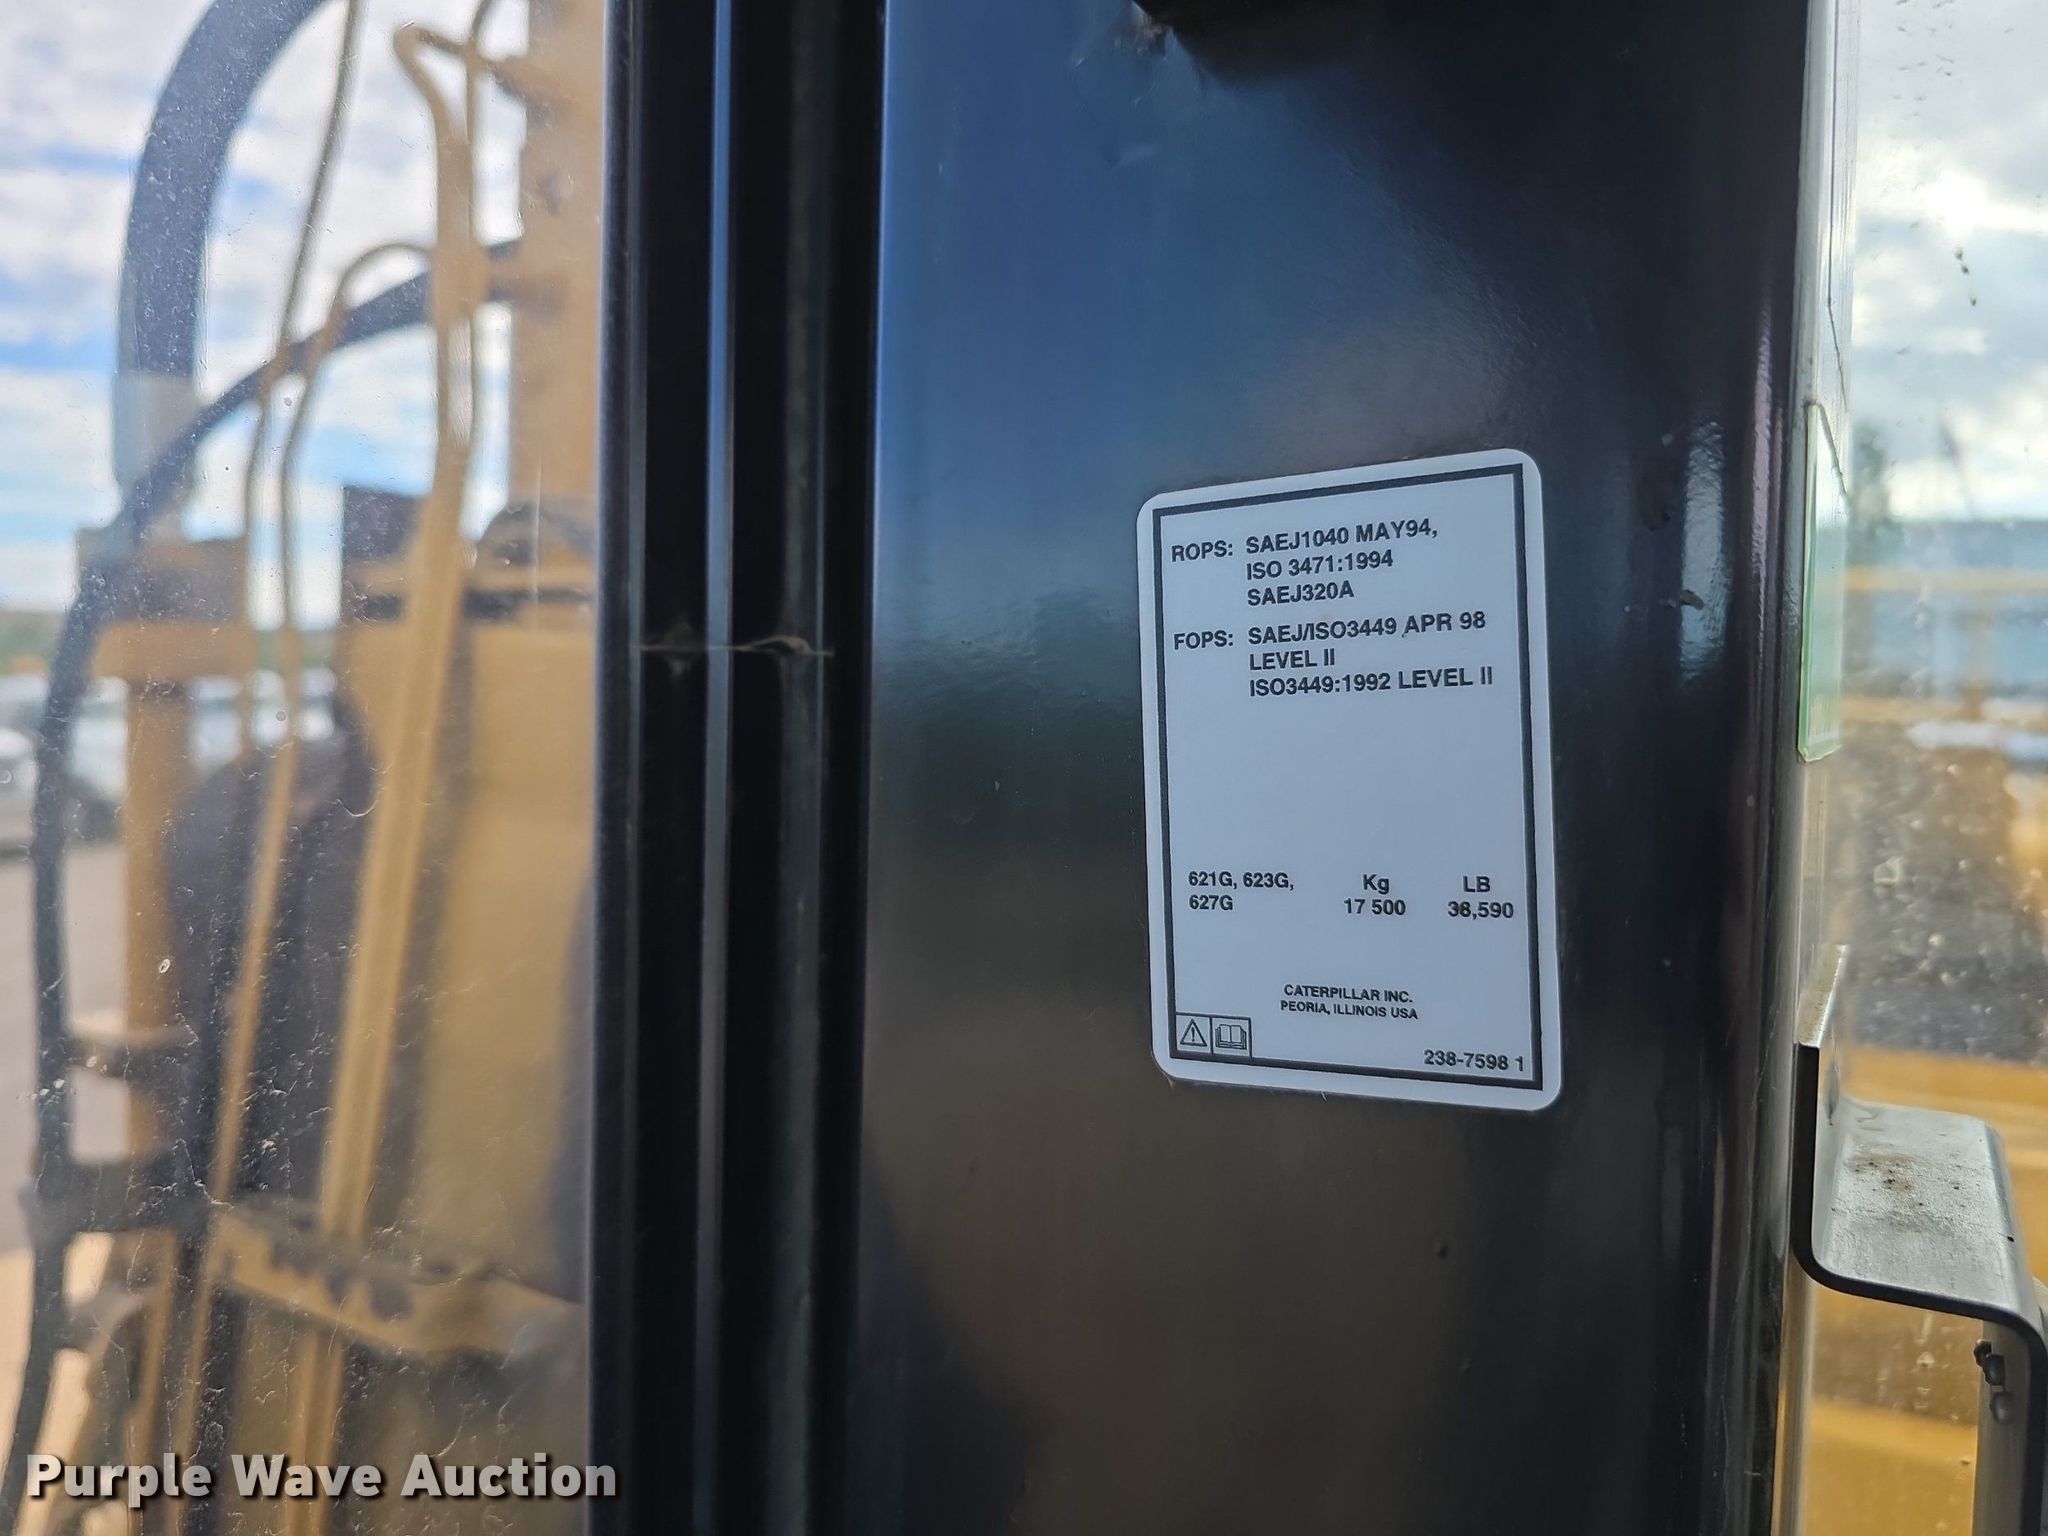 ROPS: SAEJ1040 MAY94,
ISO 3471:1994
SAEJ320A
FOPS: SAEJ/ISO3449 APR 98
LEVEL II
ISO3449:1992 LEVEL II
621G, 623G, Kg LB
627G 17 500 38,590
CATERPILLAR INC.
PEORIA, ILLINOIS USA
238-7598 1
Purple Wave Auction